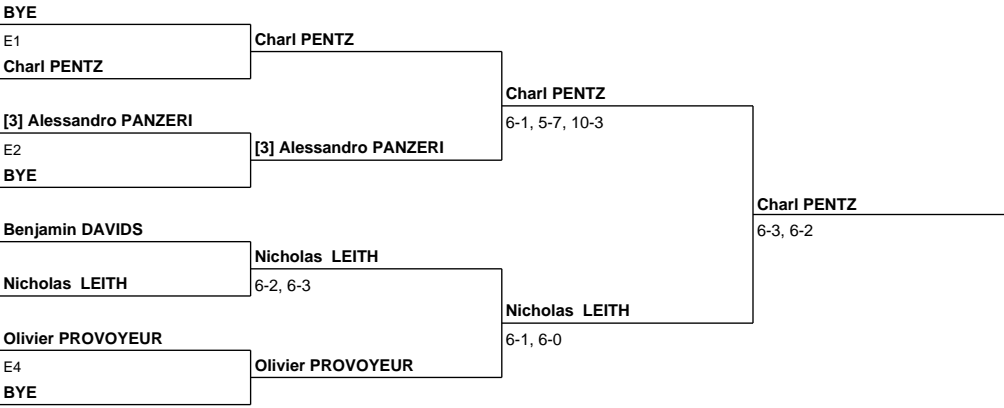 BYE
E1
Charl PENTZ
Charl PENTZ
Charl PENTZ
6-1, 5-7, 10-3
[3] Alessandro PANZERI
E2
[3] Alessandro PANZERI
BYE
Charl PENTZ
6-3, 6-2
Benjamin DAVIDS
Nicholas LEITH
Nicholas LEITH
6-2, 6-3
Nicholas LEITH
6-1, 6-0
Olivier PROVOYEUR
E4
Olivier PROVOYEUR
BYE